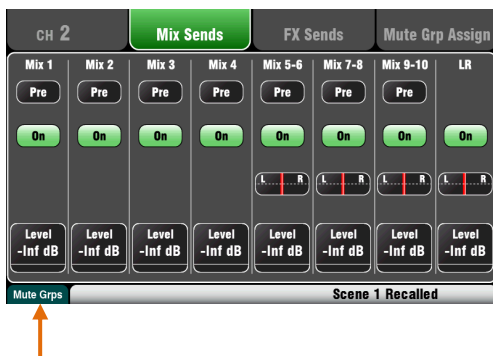 CH 2 Mix Sends FX Sends Mute Grp Assign
Mix 1 Mix 2 Mix 3 Mix 4 Mix 5-6 Mix 7-8 Mix 9-10 LR
Pre Pre Pre Pre Pre Pre Pre
On On On On On On On On
L R L R L R L R
Level Level Level Level Level Level Level Level
-Inf dB -Inf dB -Inf dB -Inf dB -Inf dB -Inf dB -Inf dB -Inf dB
Mute Grps Scene 1 Recalled